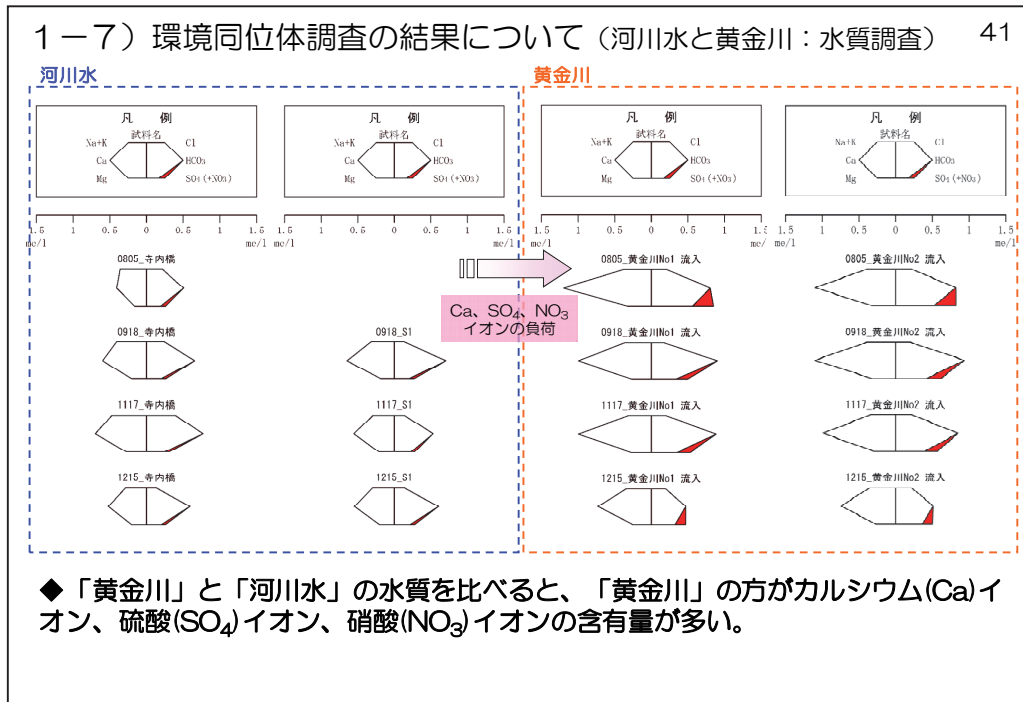 1－7）環境同位体調査の結果について（河川水と黄金川：水質調査） 41
河川水
黄金川
凡 例
試料名
Na+K Cl
Ca HCO₃
Mg SO₄(+NO₃)
凡 例
試料名
Na+K Cl
Ca HCO₃
Mg SO₄(+NO₃)
凡 例
試料名
Na+K Cl
Ca HCO₃
Mg SO₄(+NO₃)
凡 例
試料名
Na+K Cl
Ca HCO₃
Mg SO₄(+NO₃)
1.5 1 0.5 0 0.5 1 1.5
me/l me/l
1.5 1 0.5 0 0.5 1 1.5
me/l me/l
1.5 1 0.5 0 0.5 1 1.5
me/l me/l
1.5 1 0.5 0 0.5 1 1.5
me/l me/l
0805_寺内橋
0805_黄金川No1 流入
0805_黄金川No2 流入
Ca、SO₄、NO₃
イオンの負荷
0918_寺内橋
0918_S1
0918_黄金川No1 流入
0918_黄金川No2 流入
1117_寺内橋
1117_S1
1117_黄金川No1 流入
1117_黄金川No2 流入
1215_寺内橋
1215_S1
1215_黄金川No1 流入
1215_黄金川No2 流入
◆「黄金川」と「河川水」の水質を比べると、「黄金川」の方がカルシウム(Ca)イ
オン、硫酸(SO₄)イオン、硝酸(NO₃)イオンの含有量が多い。